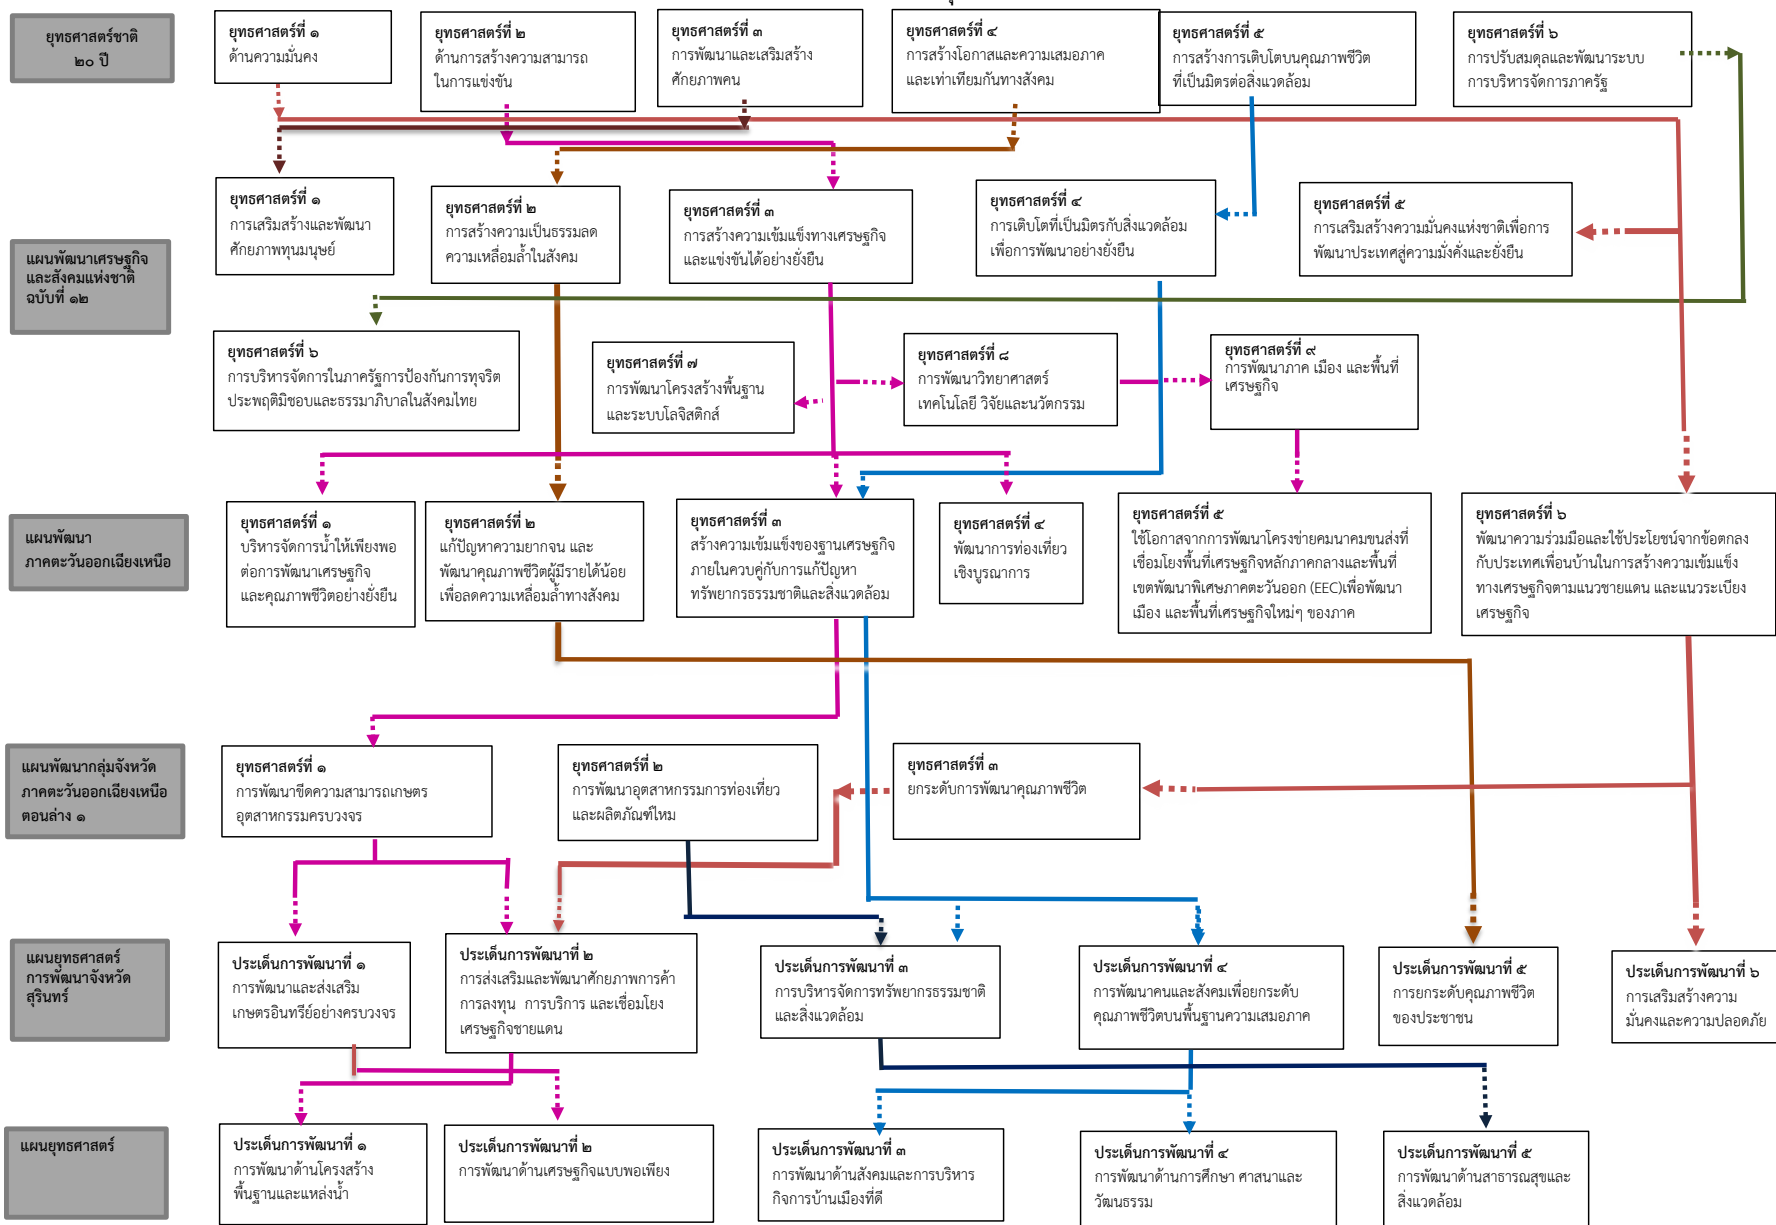 ยุทธศาสตร์ชาติ
๒๐ ปี
ยุทธศาสตร์ที่ ๑
ด้านความมั่นคง
ยุทธศาสตร์ที่ ๒
ด้านการสร้างความสามารถ
ในการแข่งขัน
ยุทธศาสตร์ที่ ๓
การพัฒนาและเสริมสร้าง
ศักยภาพคน
ยุทธศาสตร์ที่ ๔
การสร้างโอกาสและความเสมอภาค
และเท่าเทียมกันทางสังคม
ยุทธศาสตร์ที่ ๕
การสร้างการเติบโตบนคุณภาพชีวิต
ที่เป็นมิตรต่อสิ่งแวดล้อม
ยุทธศาสตร์ที่ ๖
การปรับสมดุลและพัฒนาระบบ
การบริหารจัดการภาครัฐ
แผนพัฒนาเศรษฐกิจ
และสังคมแห่งชาติ
ฉบับที่ ๑๒
ยุทธศาสตร์ที่ ๑
การเสริมสร้างและพัฒนา
ศักยภาพทุนมนุษย์
ยุทธศาสตร์ที่ ๒
การสร้างความเป็นธรรมลด
ความเหลื่อมล้ำในสังคม
ยุทธศาสตร์ที่ ๓
การสร้างความเข้มแข็งทางเศรษฐกิจ
และแข่งขันได้อย่างยั่งยืน
ยุทธศาสตร์ที่ ๔
การเติบโตที่เป็นมิตรกับสิ่งแวดล้อม
เพื่อการพัฒนาอย่างยั่งยืน
ยุทธศาสตร์ที่ ๕
การเสริมสร้างความมั่นคงแห่งชาติเพื่อการ
พัฒนาประเทศสู่ความมั่งคั่งและยั่งยืน
ยุทธศาสตร์ที่ ๖
การบริหารจัดการในภาครัฐการป้องกันการทุจริต
ประพฤติมิชอบและธรรมาภิบาลในสังคมไทย
ยุทธศาสตร์ที่ ๗
การพัฒนาโครงสร้างพื้นฐาน
และระบบโลจิสติกส์
ยุทธศาสตร์ที่ ๘
การพัฒนาวิทยาศาสตร์
เทคโนโลยี วิจัยและนวัตกรรม
ยุทธศาสตร์ที่ ๙
การพัฒนาภาค เมือง และพื้นที่
เศรษฐกิจ
แผนพัฒนา
ภาคตะวันออกเฉียงเหนือ
ยุทธศาสตร์ที่ ๑
บริหารจัดการน้ำให้เพียงพอ
ต่อการพัฒนาเศรษฐกิจ
และคุณภาพชีวิตอย่างยั่งยืน
ยุทธศาสตร์ที่ ๒
แก้ปัญหาความยากจน และ
พัฒนาคุณภาพชีวิตผู้มีรายได้น้อย
เพื่อลดความเหลื่อมล้ำทางสังคม
ยุทธศาสตร์ที่ ๓
สร้างความเข้มแข็งของฐานเศรษฐกิจ
ภายในควบคู่กับการแก้ปัญหา
ทรัพยากรธรรมชาติและสิ่งแวดล้อม
ยุทธศาสตร์ที่ ๔
พัฒนาการท่องเที่ยว
เชิงบูรณาการ
ยุทธศาสตร์ที่ ๕
ใช้โอกาสจากการพัฒนาโครงข่ายคมนาคมขนส่งที่
เชื่อมโยงพื้นที่เศรษฐกิจหลักภาคกลางและพื้นที่
เขตพัฒนาพิเศษภาคตะวันออก (EEC)เพื่อพัฒนา
เมือง และพื้นที่เศรษฐกิจใหม่ๆ ของภาค
ยุทธศาสตร์ที่ ๖
พัฒนาความร่วมมือและใช้ประโยชน์จากข้อตกลง
กับประเทศเพื่อนบ้านในการสร้างความเข้มแข็ง
ทางเศรษฐกิจตามแนวชายแดน และแนวระเบียง
เศรษฐกิจ
แผนพัฒนากลุ่มจังหวัด
ภาคตะวันออกเฉียงเหนือ
ตอนล่าง ๑
ยุทธศาสตร์ที่ ๑
การพัฒนาขีดความสามารถเกษตร
อุตสาหกรรมครบวงจร
ยุทธศาสตร์ที่ ๒
การพัฒนาอุตสาหกรรมการท่องเที่ยว
และผลิตภัณฑ์ไหม
ยุทธศาสตร์ที่ ๓
ยกระดับการพัฒนาคุณภาพชีวิต
แผนยุทธศาสตร์
การพัฒนาจังหวัด
สุรินทร์
ประเด็นการพัฒนาที่ ๑
การพัฒนาและส่งเสริม
เกษตรอินทรีย์อย่างครบวงจร
ประเด็นการพัฒนาที่ ๒
การส่งเสริมและพัฒนาศักยภาพการค้า
การลงทุน การบริการ และเชื่อมโยง
เศรษฐกิจชายแดน
ประเด็นการพัฒนาที่ ๓
การบริหารจัดการทรัพยากรธรรมชาติ
และสิ่งแวดล้อม
ประเด็นการพัฒนาที่ ๔
การพัฒนาคนและสังคมเพื่อยกระดับ
คุณภาพชีวิตบนพื้นฐานความเสมอภาค
ประเด็นการพัฒนาที่ ๕
การยกระดับคุณภาพชีวิต
ของประชาชน
ประเด็นการพัฒนาที่ ๖
การเสริมสร้างความ
มั่นคงและความปลอดภัย
แผนยุทธศาสตร์
ประเด็นการพัฒนาที่ ๑
การพัฒนาด้านโครงสร้าง
พื้นฐานและแหล่งน้ำ
ประเด็นการพัฒนาที่ ๒
การพัฒนาด้านเศรษฐกิจแบบพอเพียง
ประเด็นการพัฒนาที่ ๓
การพัฒนาด้านสังคมและการบริหาร
กิจการบ้านเมืองที่ดี
ประเด็นการพัฒนาที่ ๔
การพัฒนาด้านการศึกษา ศาสนาและ
วัฒนธรรม
ประเด็นการพัฒนาที่ ๕
การพัฒนาด้านสาธารณสุขและ
สิ่งแวดล้อม